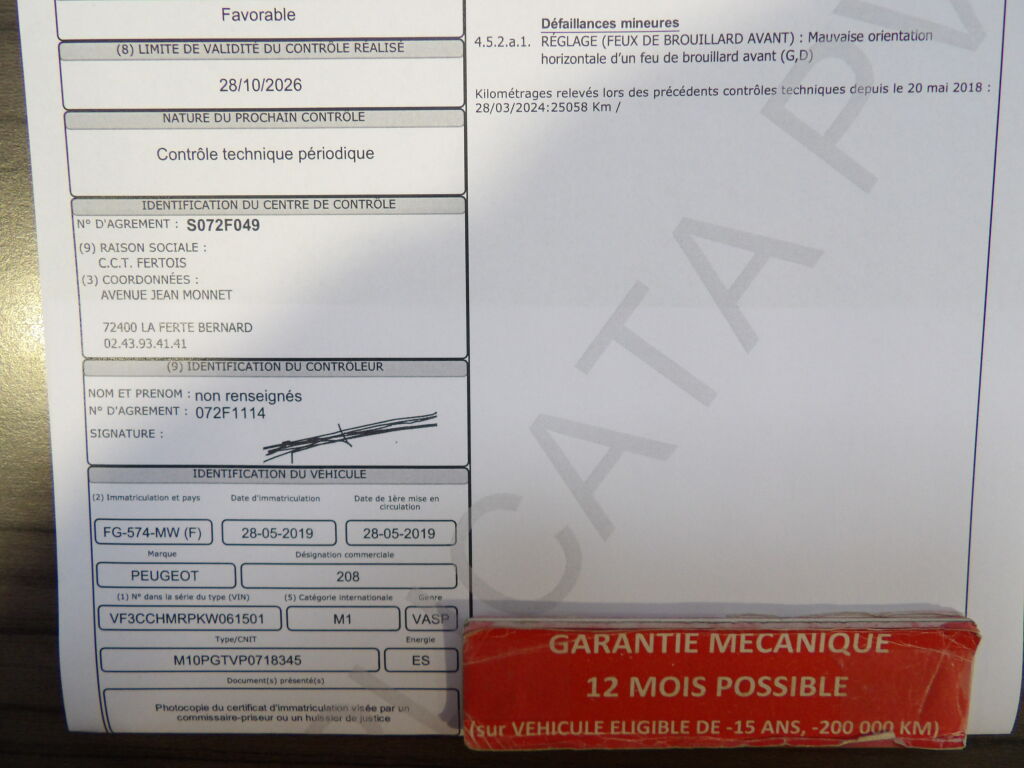 Favorable
(8) LIMITE DE VALIDITÉ DU CONTRÔLE RÉALISÉ
28/10/2026
NATURE DU PROCHAIN CONTRÔLE
Contrôle technique périodique
IDENTIFICATION DU CENTRE DE CONTRÔLE
N° D'AGREMENT : S072F049
(9) RAISON SOCIALE :
C.C.T. FERTOIS
(3) COORDONNÉES :
AVENUE JEAN MONNET
72400 LA FERTE BERNARD
02.43.93.41.41
(9) IDENTIFICATION DU CONTRÔLEUR
NOM ET PRENOM : non renseignés
N° D'AGREMENT : 072F1114
SIGNATURE :
IDENTIFICATION DU VÉHICULE
(2) Immatriculation et pays Date d'immatriculation Date de 1ère mise en
circulation
FG-574-MW (F) 28-05-2019 28-05-2019
Marque Désignation commerciale
PEUGEOT 208
(1) N° dans la série du type (VIN) (5) Catégorie internationale Genre
VF3CCHMRPKW061501 M1 VASP
Type/CNIT Energie
M10PGTVP0718345 ES
Document(s) présenté(s)
Photocopie du certificat d'immatriculation visée par un
commissaire-priseur ou un huissier de justice
Défaillances mineures
4.5.2.a.1. RÉGLAGE (FEUX DE BROUILLARD AVANT) : Mauvaise orientation
horizontale d'un feu de brouillard avant (G,D)
Kilométrages relevés lors des précédents contrôles techniques depuis le 20 mai 2018 :
28/03/2024:25058 Km /
GARANTIE MECANIQUE
12 MOIS POSSIBLE
(sur VEHICULE ELIGIBLE DE -15 ANS, -200 000 KM)